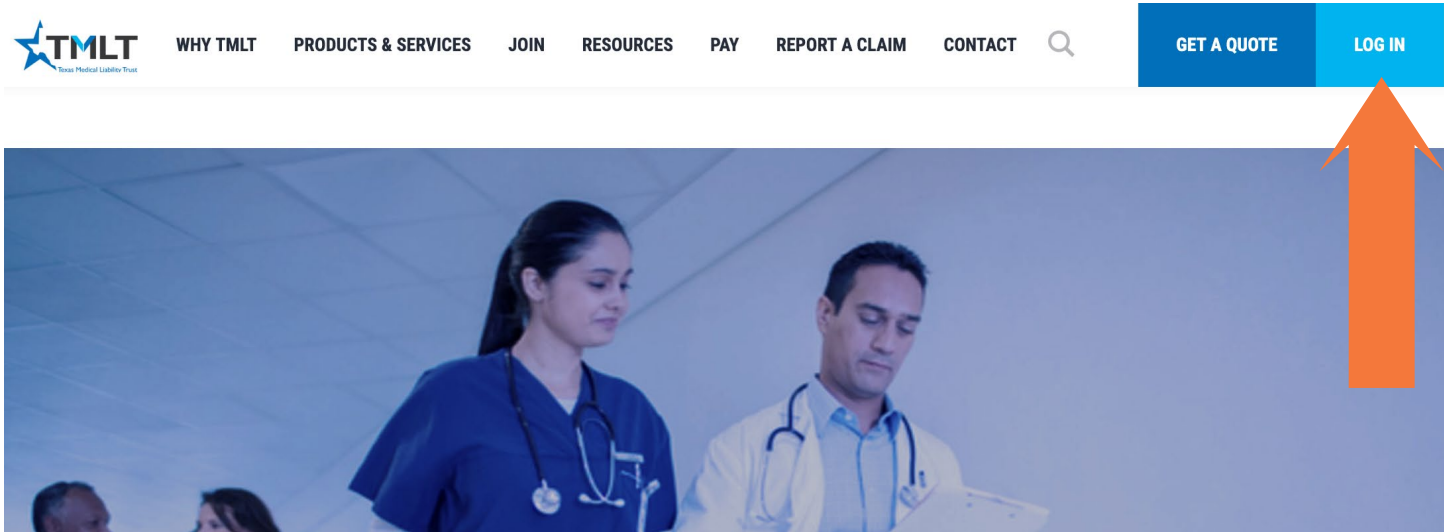 TMLT
Texas Medical Liability Trust
WHY TMLT PRODUCTS & SERVICES JOIN RESOURCES PAY REPORT A CLAIM CONTACT GET A QUOTE LOG IN